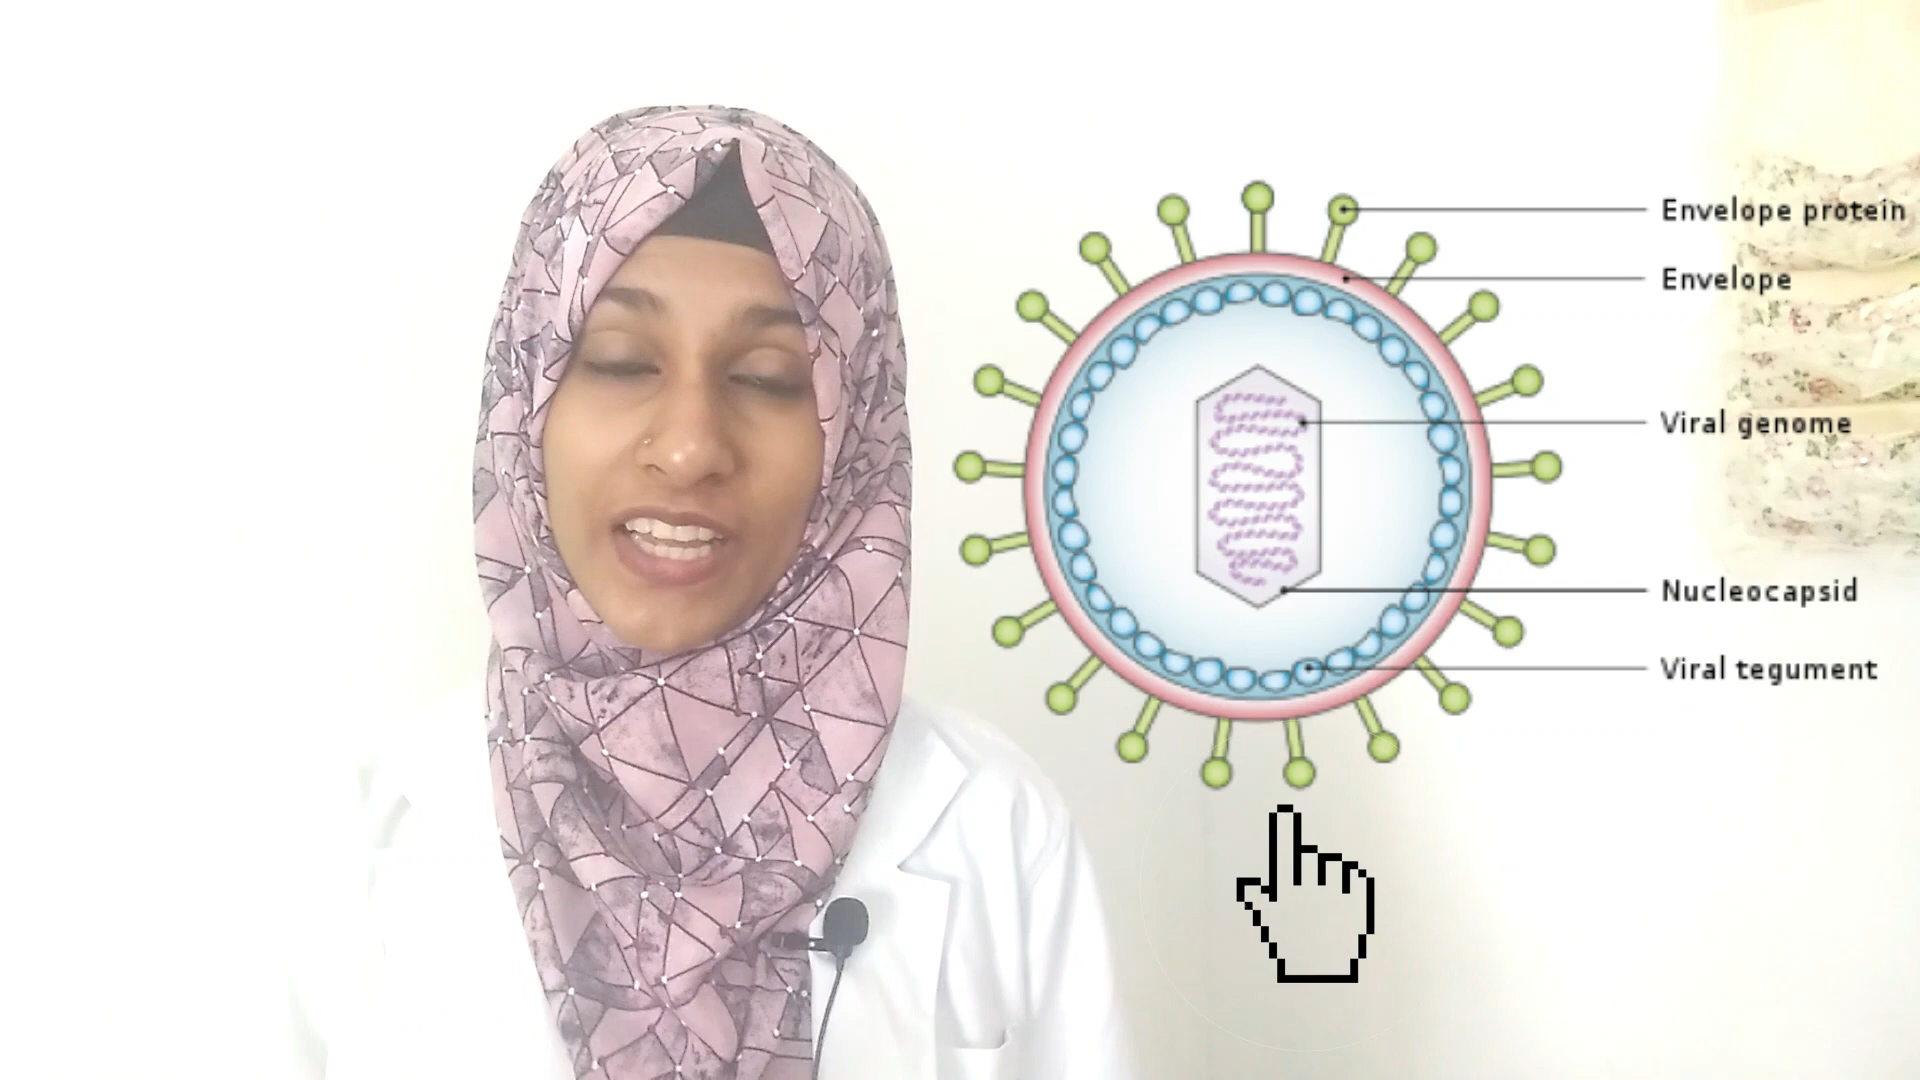 Envelope protein
Envelope
Viral genome
Nucleocapsid
Viral tegument